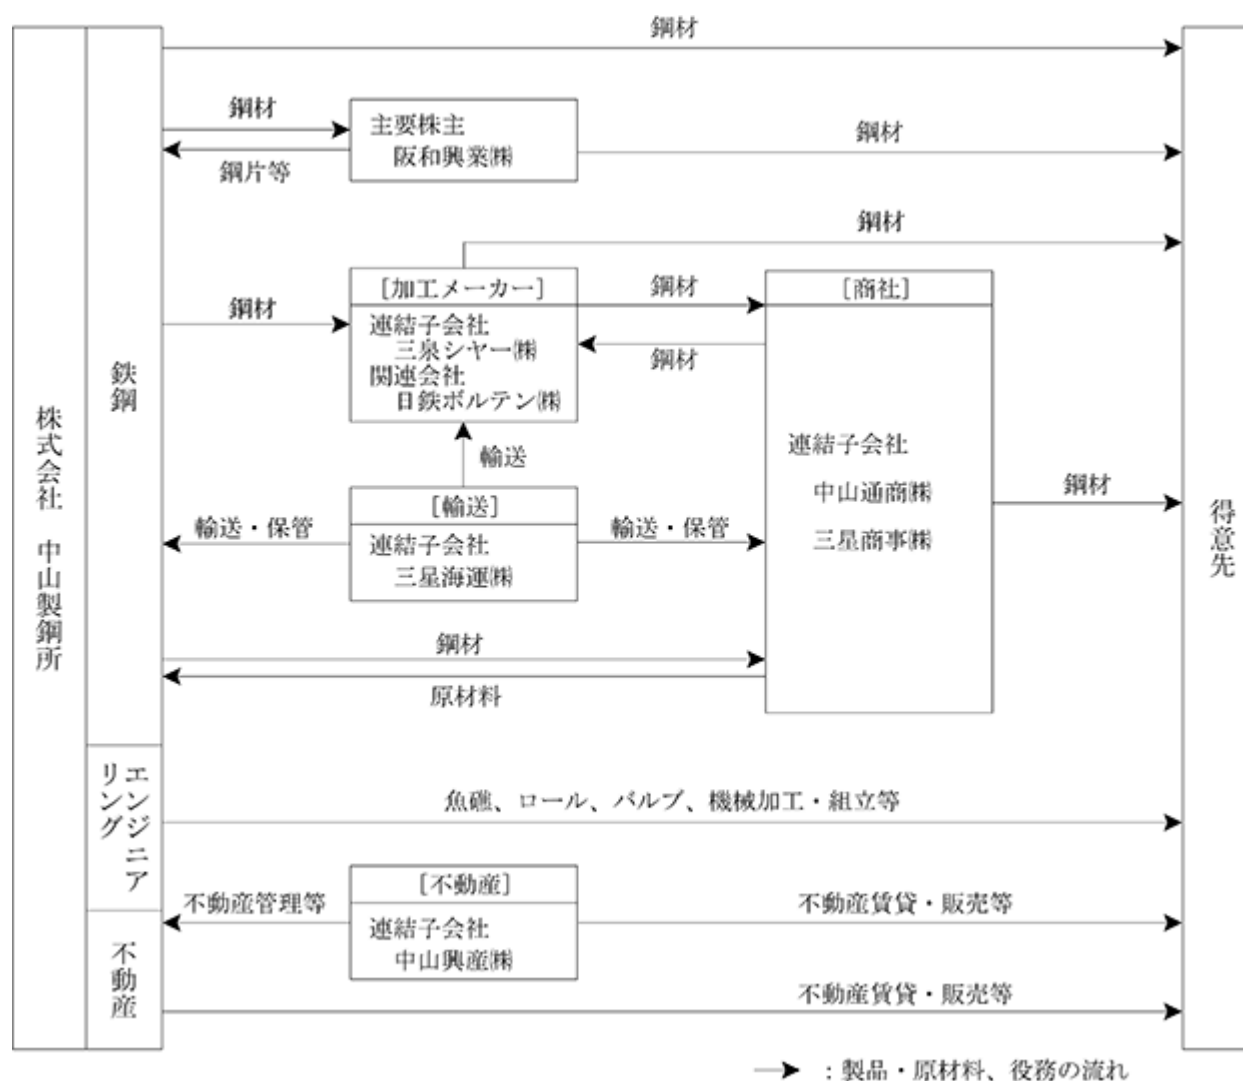 鋼材
株式会社　中山製鋼所
鉄鋼
鋼材
主要株主
阪和興業㈱
鋼材
鋼片等
鋼材
[加工メーカー]
鋼材
[商社]
鋼材
連結子会社
三泉シヤー㈱
関連会社
日鉄ボルテン㈱
鋼材
連結子会社
中山通商㈱
三星商事㈱
鋼材
得意先
輸送
[輸送]
輸送・保管
連結子会社
三星海運㈱
輸送・保管
鋼材
原材料
エンジニア
リング
魚礁、ロール、バルブ、機械加工・組立等
[不動産]
不動産管理等
連結子会社
中山興産㈱
不動産賃貸・販売等
不動産
不動産賃貸・販売等
：製品・原材料、役務の流れ